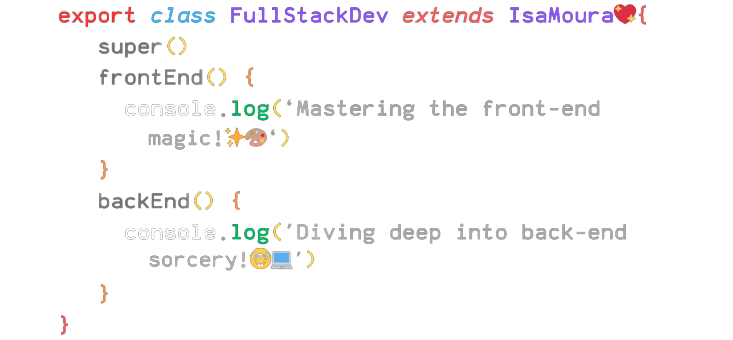 export class FullStackDev extends IsaMoura💖{
super()
frontEnd() {
console.log(‘Mastering the front-end
magic!✨🎨‘)
}
backEnd() {
console.log(’Diving deep into back-end
sorcery!🤓💻’)
}
}